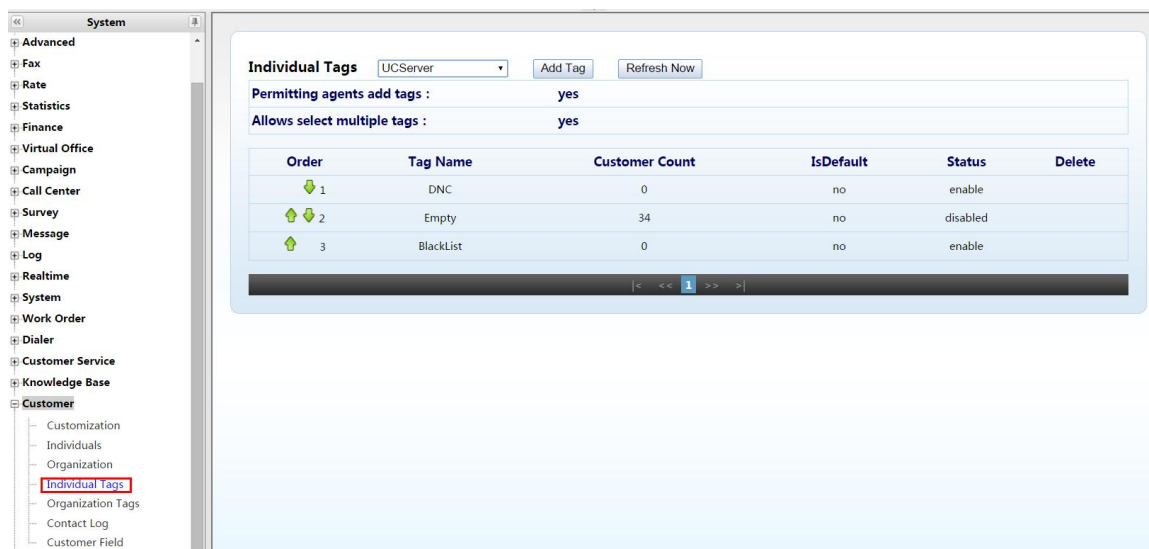 System
Advanced
Fax
Rate
Statistics
Finance
Virtual Office
Campaign
Call Center
Survey
Message
Log
Realtime
System
Work Order
Dialer
Customer Service
Knowledge Base
Customer
Customization
Individuals
Organization
Individual Tags
Organization Tags
Contact Log
Customer Field
Individual Tags UCServer Add Tag Refresh Now
Permitting agents add tags : yes
Allows select multiple tags : yes
Order Tag Name Customer Count IsDefault Status Delete
1 DNC 0 no enable
2 Empty 34 no disabled
3 BlackList 0 no enable
|< << 1 >> >|